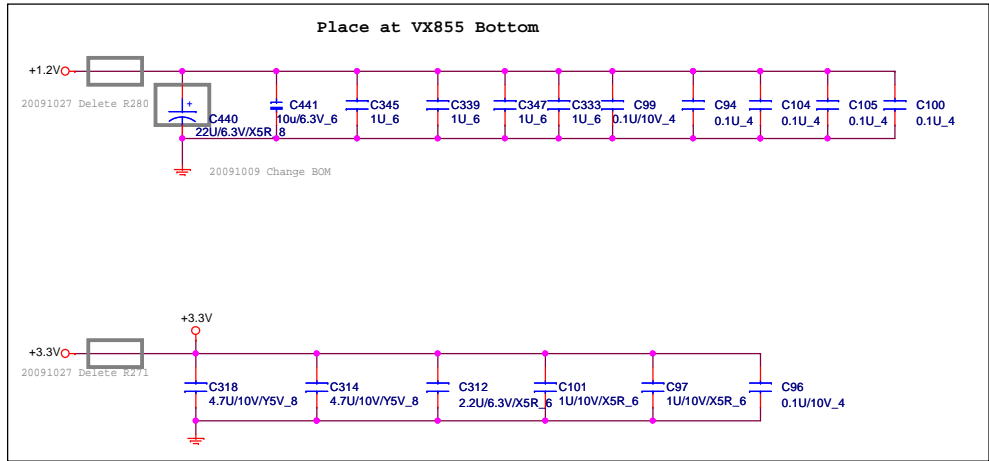 Place at VX855 Bottom
+1.2V
20091027 Delete R280
+
C440
22U/6.3V/X5R_8
C441
10u/6.3V_6
C345
1U_6
C339
1U_6
C347
1U_6
C333
1U_6
C99
0.1U/10V_4
C94
0.1U_4
C104
0.1U_4
C105
0.1U_4
C100
0.1U_4
20091009 Change BOM
+3.3V
+3.3V
20091027 Delete R271
C318
4.7U/10V/Y5V_8
C314
4.7U/10V/Y5V_8
C312
2.2U/6.3V/X5R_6
C101
1U/10V/X5R_6
C97
1U/10V/X5R_6
C96
0.1U/10V_4